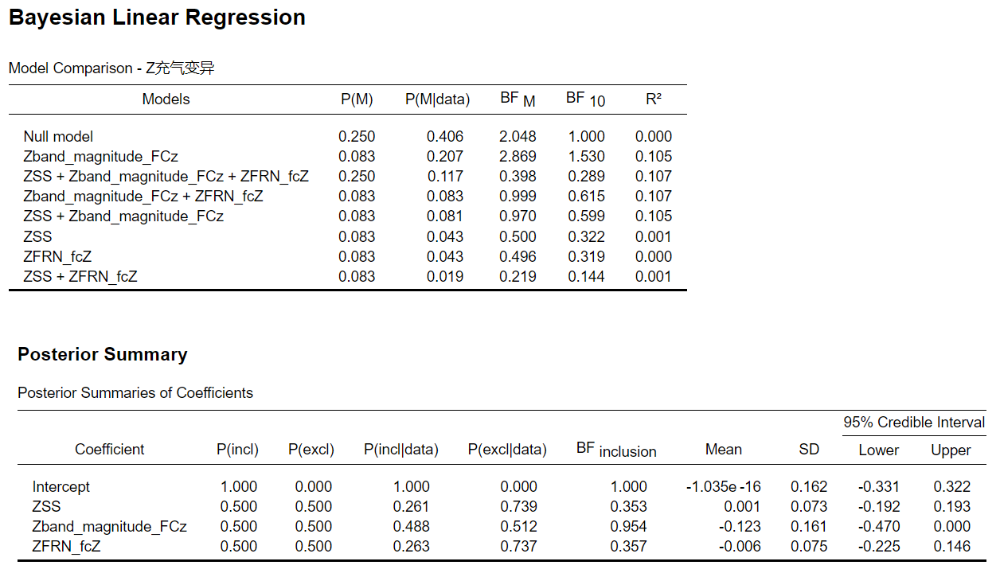 Bayesian Linear Regression
Model Comparison - Z充气变异
Models P(M) P(M|data) BF M BF 10 R²
Null model 0.250 0.406 2.048 1.000 0.000
Zband_magnitude_FCz 0.083 0.207 2.869 1.530 0.105
ZSS + Zband_magnitude_FCz + ZFRN_fcZ 0.250 0.117 0.398 0.289 0.107
Zband_magnitude_FCz + ZFRN_fcZ 0.083 0.083 0.999 0.615 0.107
ZSS + Zband_magnitude_FCz 0.083 0.081 0.970 0.599 0.105
ZSS 0.083 0.043 0.500 0.322 0.001
ZFRN_fcZ 0.083 0.043 0.496 0.319 0.000
ZSS + ZFRN_fcZ 0.083 0.019 0.219 0.144 0.001
Posterior Summary
Posterior Summaries of Coefficients
95% Credible Interval
Coefficient P(incl) P(excl) P(incl|data) P(excl|data) BF inclusion Mean SD Lower Upper
Intercept 1.000 0.000 1.000 0.000 1.000 -1.035e -16 0.162 -0.331 0.322
ZSS 0.500 0.500 0.261 0.739 0.353 0.001 0.073 -0.192 0.193
Zband_magnitude_FCz 0.500 0.500 0.488 0.512 0.954 -0.123 0.161 -0.470 0.000
ZFRN_fcZ 0.500 0.500 0.263 0.737 0.357 -0.006 0.075 -0.225 0.146